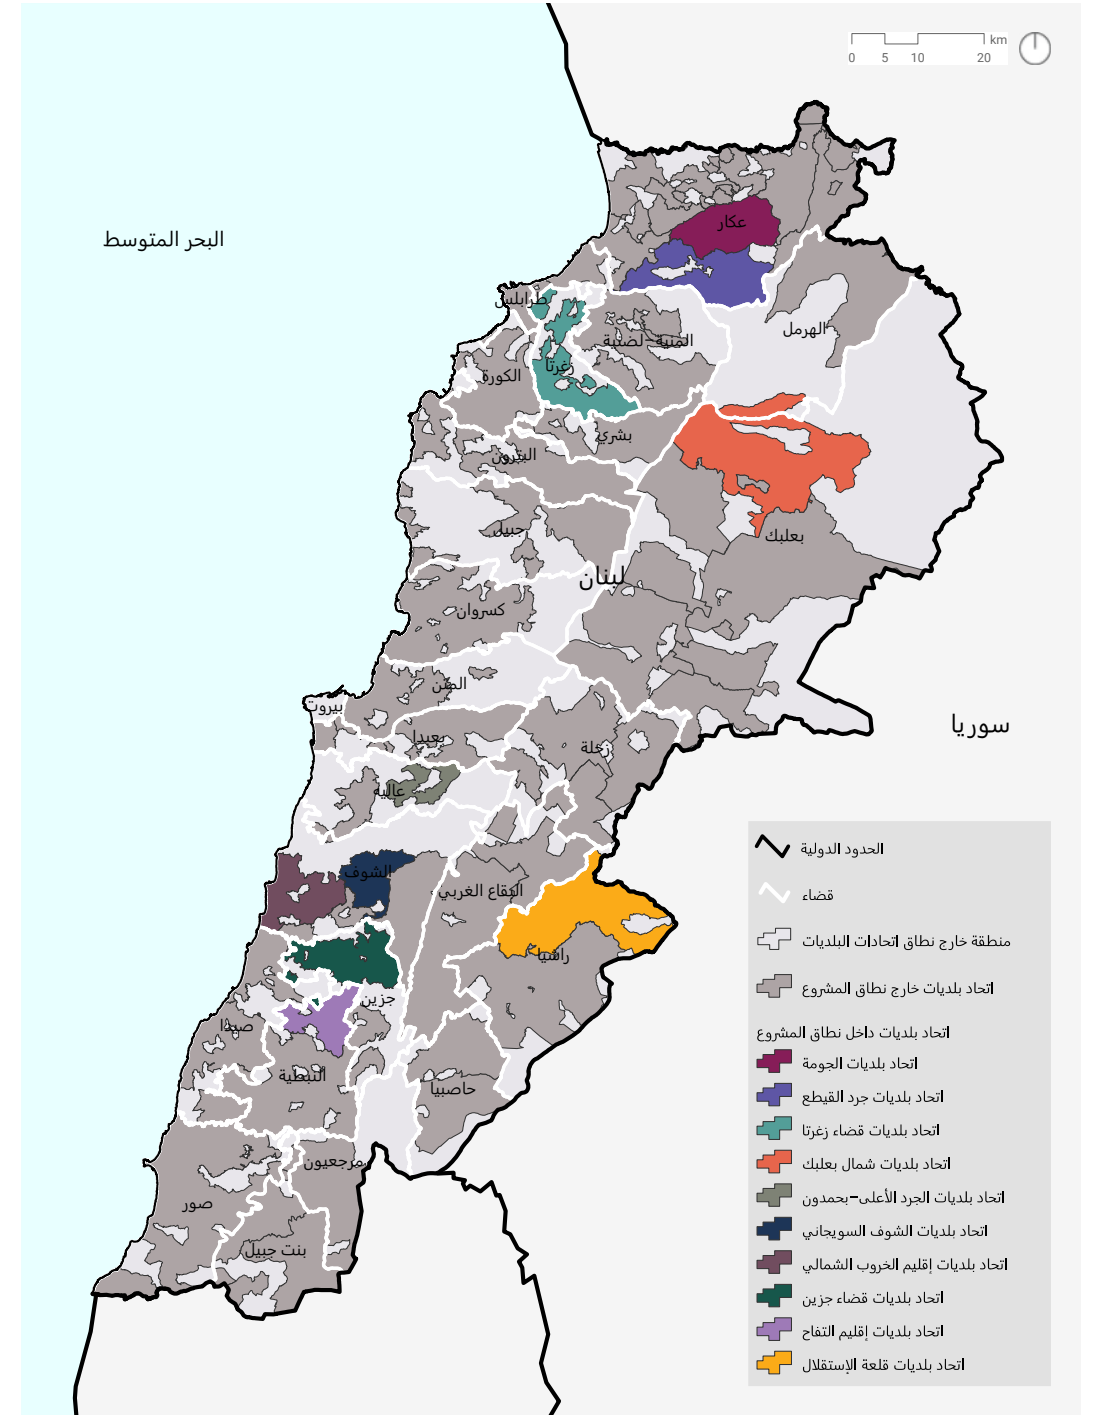 km
0 5 10 20
البحر المتوسط
عكار
طرابلس
الهرمل
المنية-لضنية
زغرتا
الكورة
بشري
البترون
بعلبك
جبيل
لبنان
كسروان
المتن
بيروت
سوريا
بعبدا
زحلة
عاليه
الشوف
البقاع الغربي
راشيا
جزين
صيدا
النبطية
حاصبيا
مرجعيون
صور
بنت جبيل
الحدود الدولية
قضاء
منطقة خارج نطاق اتحادات البلديات
اتحاد بلديات خارج نطاق المشروع
اتحاد بلديات داخل نطاق المشروع
اتحاد بلديات الجومة
اتحاد بلديات جرد القيطع
اتحاد بلديات قضاء زغرتا
اتحاد بلديات شمال بعلبك
اتحاد بلديات الجرد الأعلى-بحمدون
اتحاد بلديات الشوف السويجاني
اتحاد بلديات إقليم الخروب الشمالي
اتحاد بلديات قضاء جزين
اتحاد بلديات إقليم التفاح
اتحاد بلديات قلعة الإستقلال